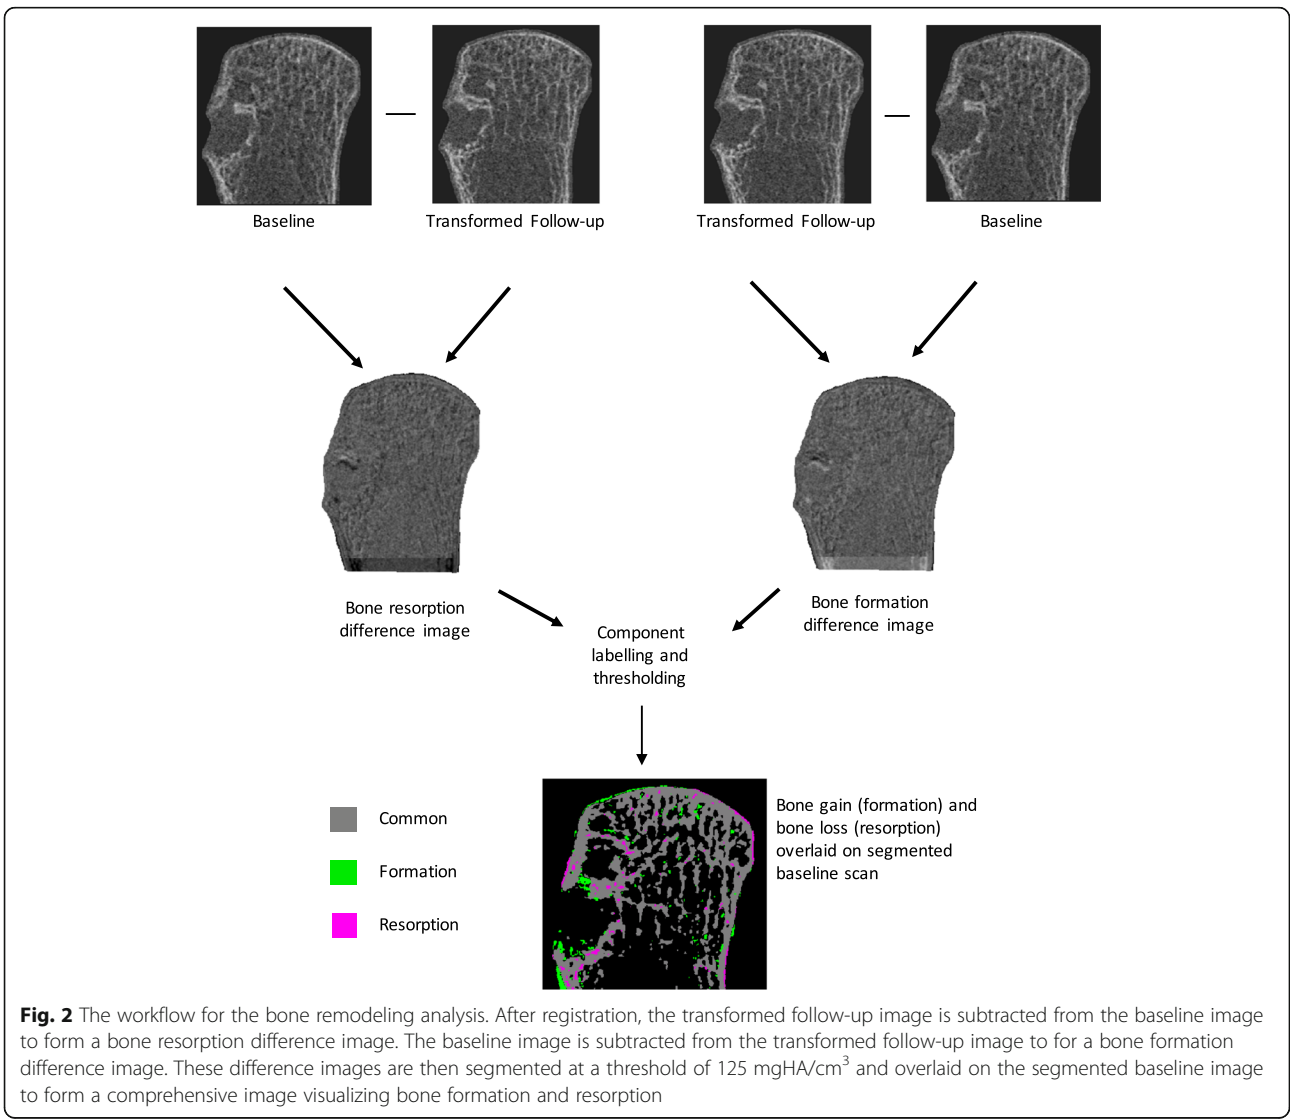 Baseline
Transformed Follow-up
Transformed Follow-up
Baseline
Bone resorption
difference image
Bone formation
difference image
Component
labelling and
thresholding
Common
Formation
Resorption
Bone gain (formation) and
bone loss (resorption)
overlaid on segmented
baseline scan
Fig. 2 The workflow for the bone remodeling analysis. After registration, the transformed follow-up image is subtracted from the baseline image
to form a bone resorption difference image. The baseline image is subtracted from the transformed follow-up image to for a bone formation
difference image. These difference images are then segmented at a threshold of 125 mgHA/cm³ and overlaid on the segmented baseline image
to form a comprehensive image visualizing bone formation and resorption